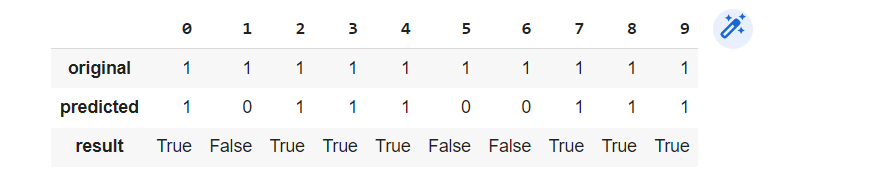 0 1 2 3 4 5 6 7 8 9
original 1 1 1 1 1 1 1 1 1 1
predicted 1 0 1 1 1 0 0 1 1 1
result True False True True True False False True True True